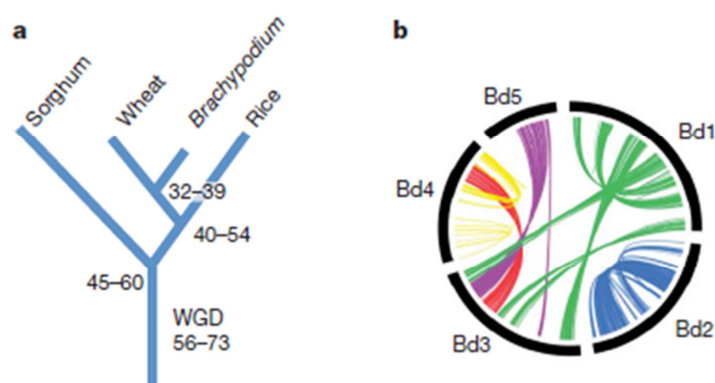 a
Sorghum
Wheat
Brachypodium
Rice
32–39
40–54
45–60
WGD
56–73
b
Bd5
Bd1
Bd4
Bd3
Bd2